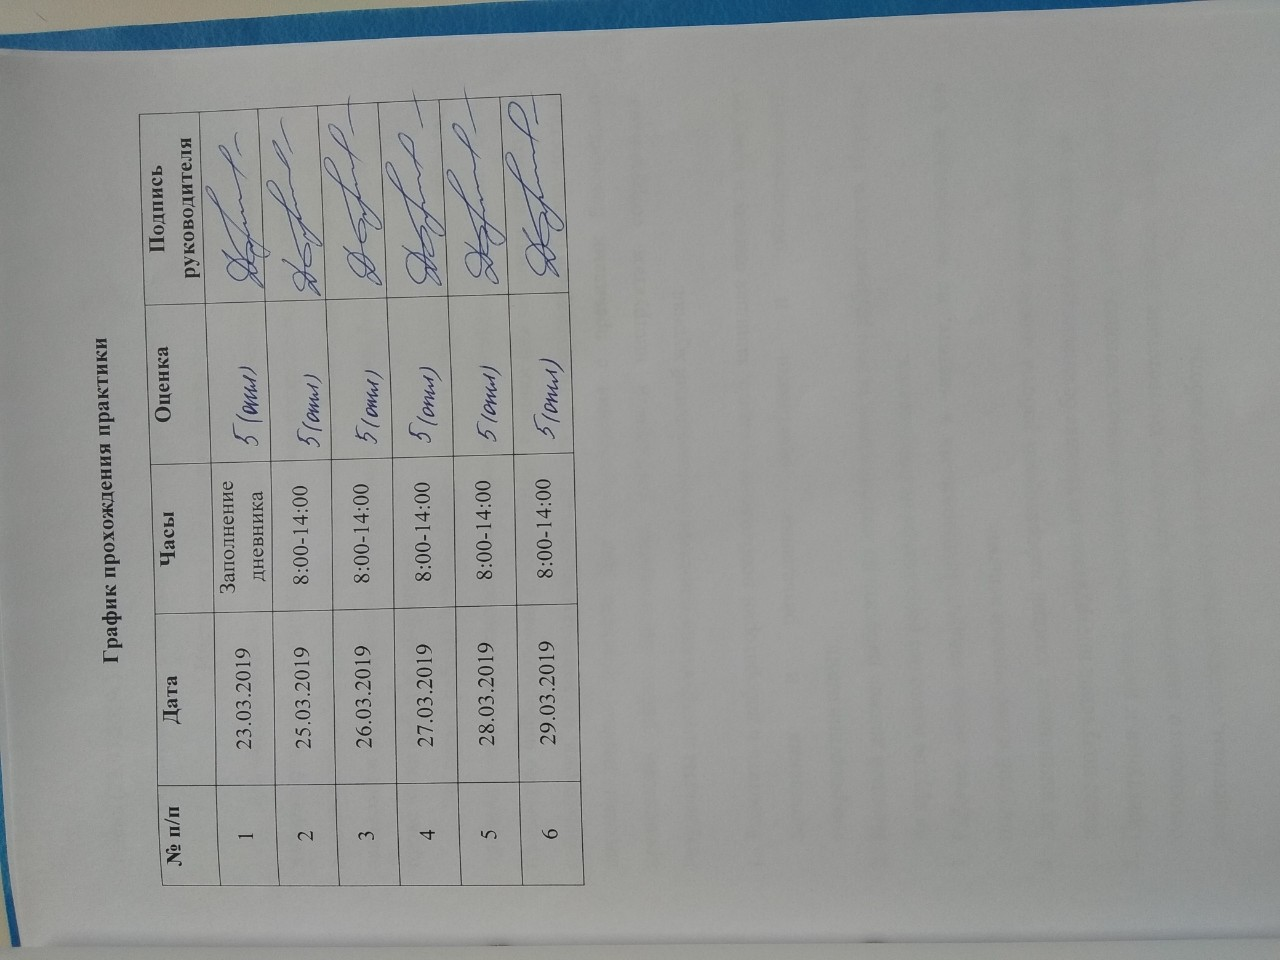 График прохождения практики
№ п/п Дата Часы Оценка Подпись руководителя
1 23.03.2019 Заполнение дневника 5 (отл)
2 25.03.2019 8:00-14:00 5 (отл)
3 26.03.2019 8:00-14:00 5 (отл)
4 27.03.2019 8:00-14:00 5 (отл)
5 28.03.2019 8:00-14:00 5 (отл)
6 29.03.2019 8:00-14:00 5 (отл)